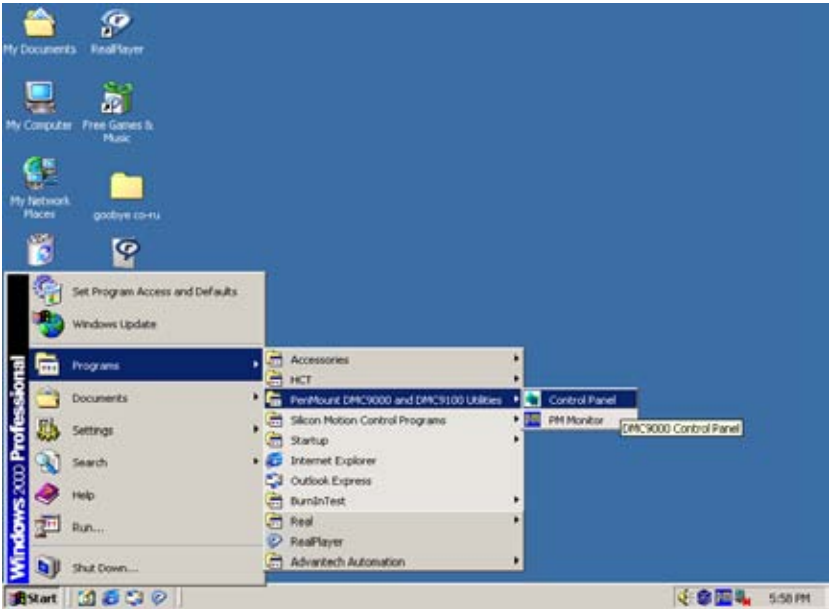 My Documents
RealPlayer
My Computer
Free Games &
Music
My Network
Places
goobye co-ru
Set Program Access and Defaults
Windows Update
Programs
Documents
Settings
Search
Help
Run...
Shut Down...
Windows 2000 Professional
Accessories
HCT
PenMount DMC9000 and DMC9100 Utilities
Silicon Motion Control Programs
Startup
Internet Explorer
Outlook Express
BurnInTest
Real
RealPlayer
Advantech Automation
Control Panel
PM Monitor
DMC9000 Control Panel
Start
PM
5:58 PM